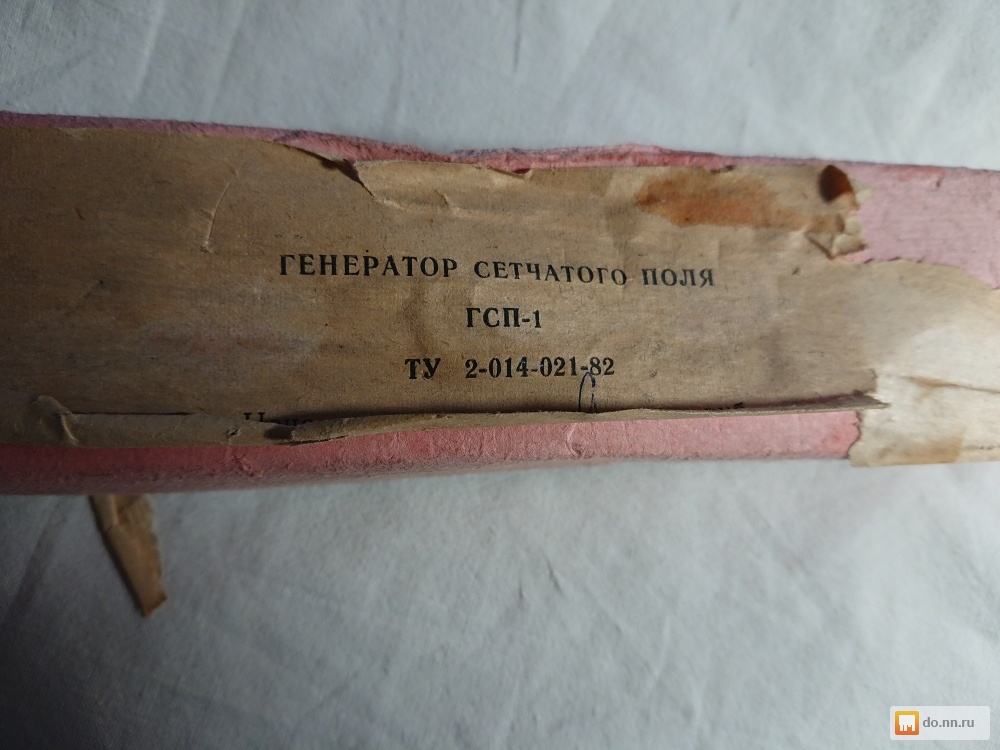 ГЕНЕРАТОР СЕТЧАТОГО ПОЛЯ
ГСП-1
ТУ 2-014-021-82
do.nn.ru